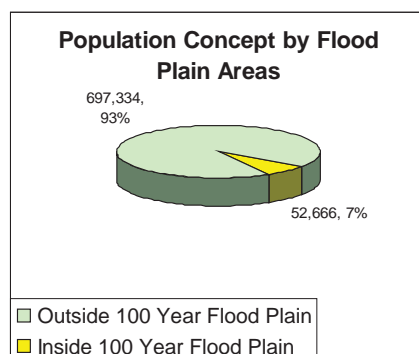 Population Concept by Flood
Plain Areas
697,334,
93%
52,666, 7%
Outside 100 Year Flood Plain
Inside 100 Year Flood Plain